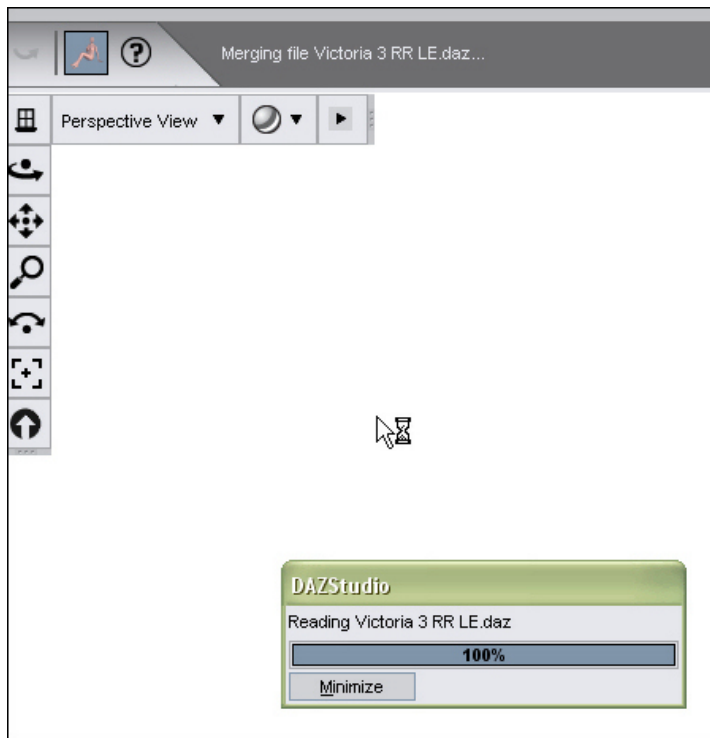 Merging file Victoria 3 RR LE.daz...
Perspective View
DAZStudio
Reading Victoria 3 RR LE.daz
100%
Minimize